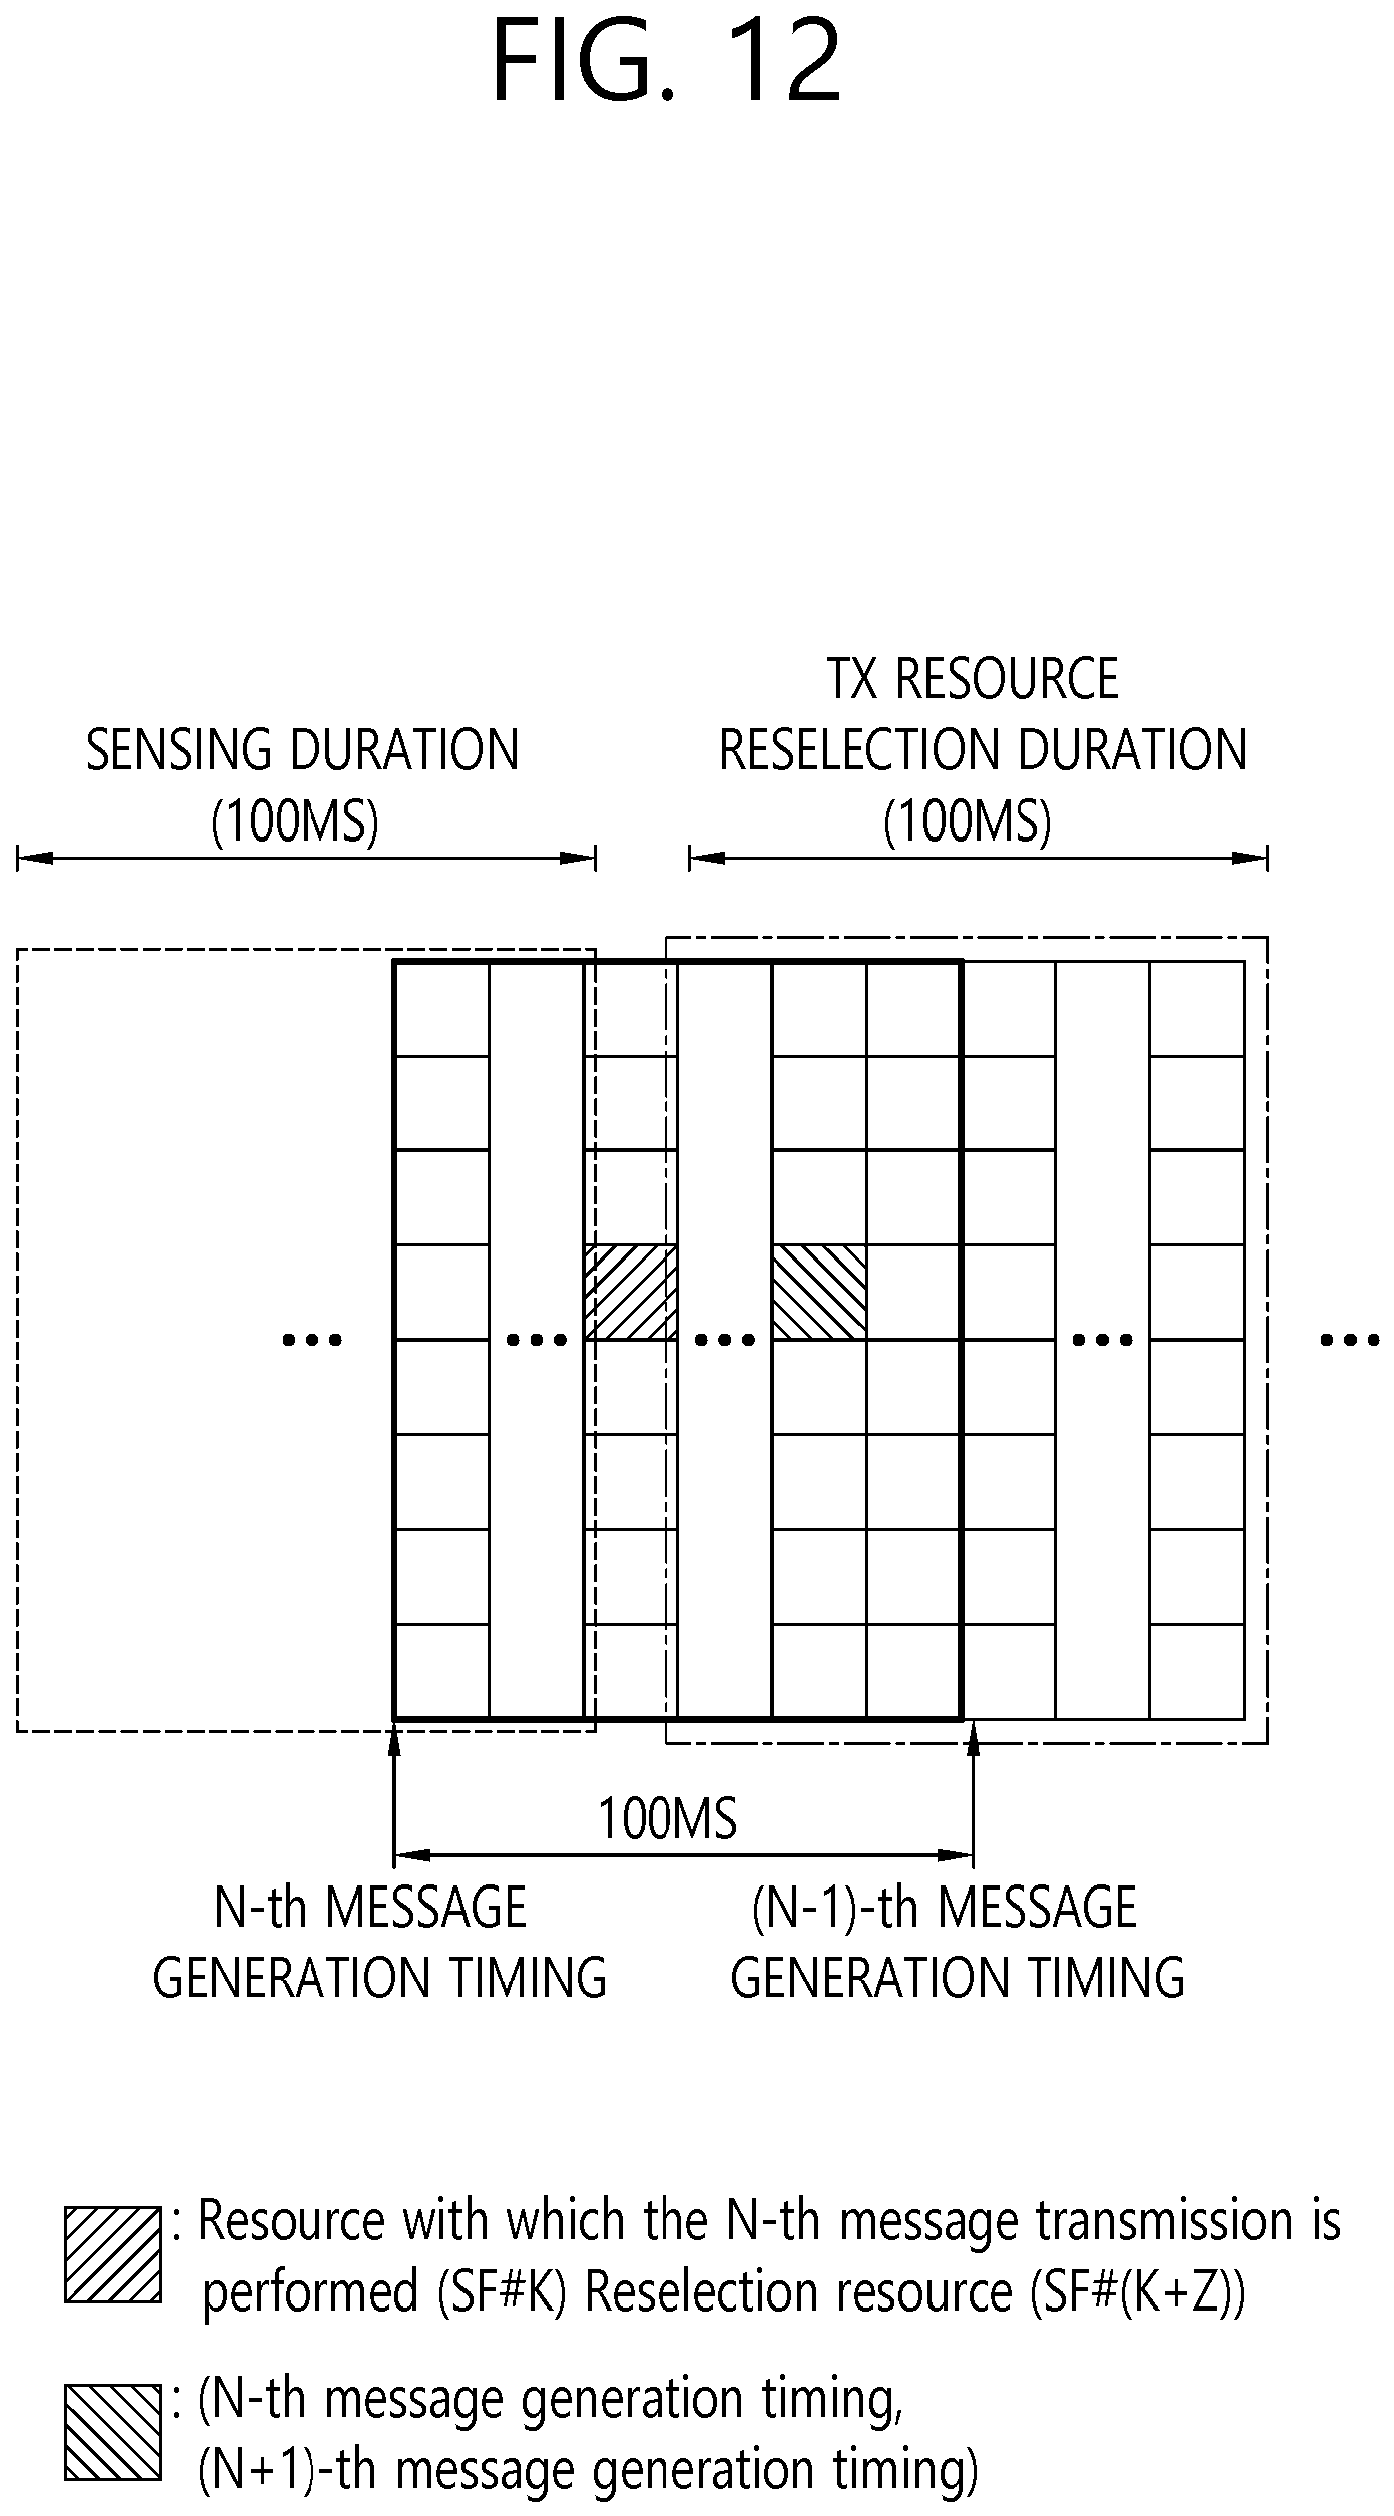 FIG. 12
SENSING DURATION
(100MS)
TX RESOURCE
RESELECTION DURATION
(100MS)
••• ••• ••• ••• •••
100MS
N-th MESSAGE
GENERATION TIMING
(N-1)-th MESSAGE
GENERATION TIMING
: Resource with which the N-th message transmission is
performed (SF#K) Reselection resource (SF#(K+Z))
: (N-th message generation timing,
(N+1)-th message generation timing)